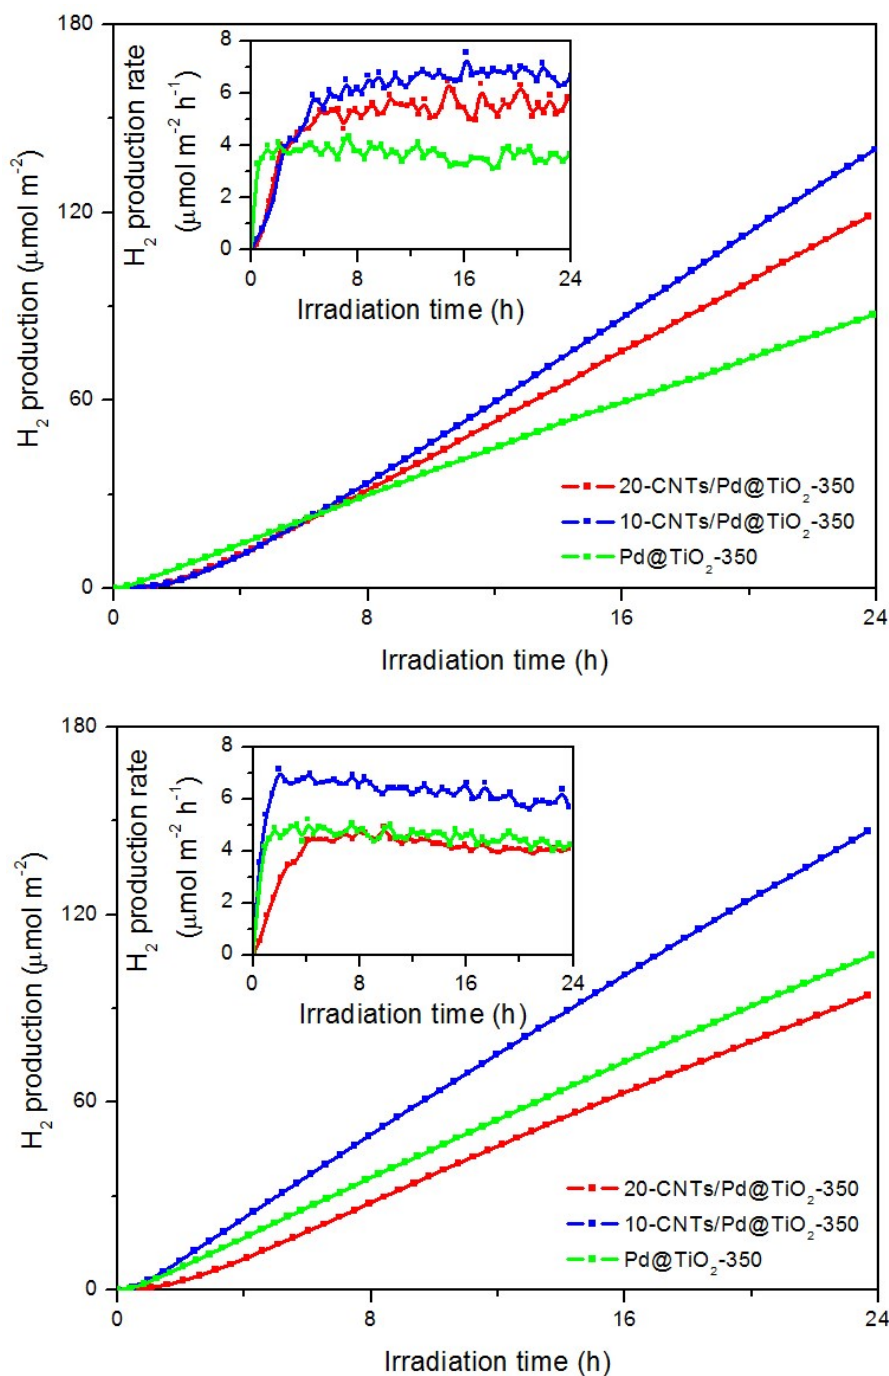 180
120
60
0
H₂ production (μmol m⁻²)
0 8 16 24
Irradiation time (h)
8
6
4
2
0
H₂ production rate
(μmol m⁻² h⁻¹)
0 8 16 24
Irradiation time (h)
20-CNTs/Pd@TiO₂-350
10-CNTs/Pd@TiO₂-350
Pd@TiO₂-350
180
120
60
0
H₂ production (μmol m⁻²)
0 8 16 24
Irradiation time (h)
8
6
4
2
0
H₂ production rate
(μmol m⁻² h⁻¹)
0 8 16 24
Irradiation time (h)
20-CNTs/Pd@TiO₂-350
10-CNTs/Pd@TiO₂-350
Pd@TiO₂-350